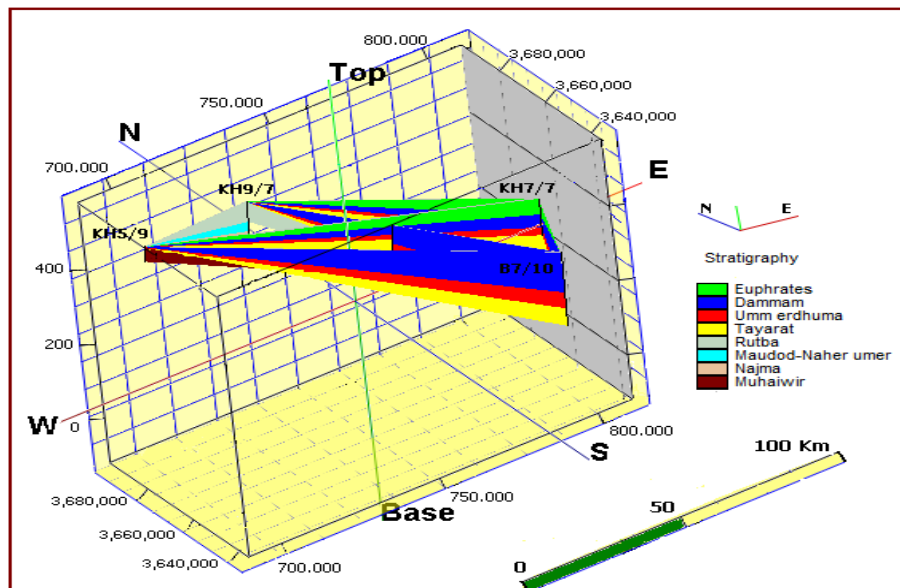 800.000
3,680,000
Top
3,660,000
750.000
3,640,000
N
700.000
E
KH9/7
KH7/7
N
E
KH5/9
Stratigraphy
B7/10
400
Euphrates
Dammam
Umm erdhuma
Tayarat
Rutba
Maudod-Naher umer
Najma
Muhaiwir
200
W
0
800.000
S
100 Km
3,680,000
750.000
Base
50
3,660,000
3,640,000
700.000
0